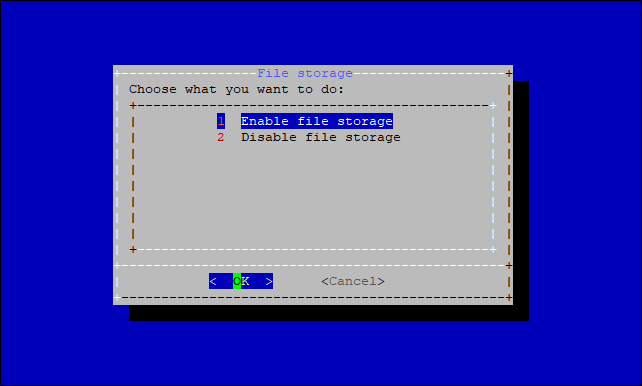 File storage
Choose what you want to do:
1 Enable file storage
2 Disable file storage
< OK > <Cancel>